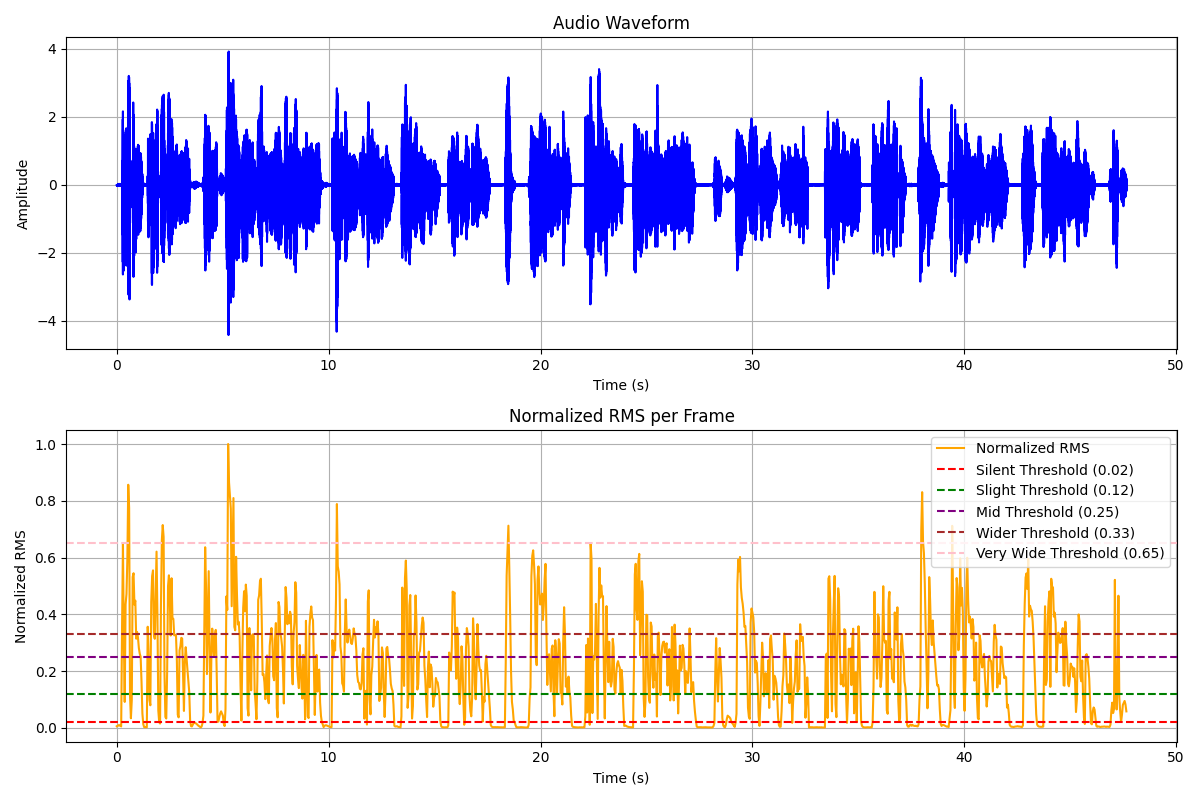 Audio Waveform
4
2
0
−2
−4
Amplitude
0 10 20 30 40 50
Time (s)
Normalized RMS per Frame
1.0
0.8
0.6
0.4
0.2
0.0
Normalized RMS
Normalized RMS
Silent Threshold (0.02)
Slight Threshold (0.12)
Mid Threshold (0.25)
Wider Threshold (0.33)
Very Wide Threshold (0.65)
0 10 20 30 40 50
Time (s)